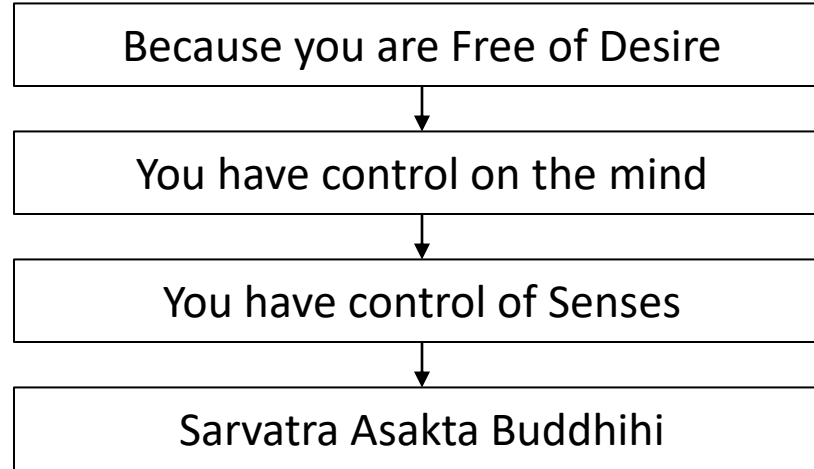 Because you are Free of Desire
You have control on the mind
You have control of Senses
Sarvatra Asakta Buddhihi